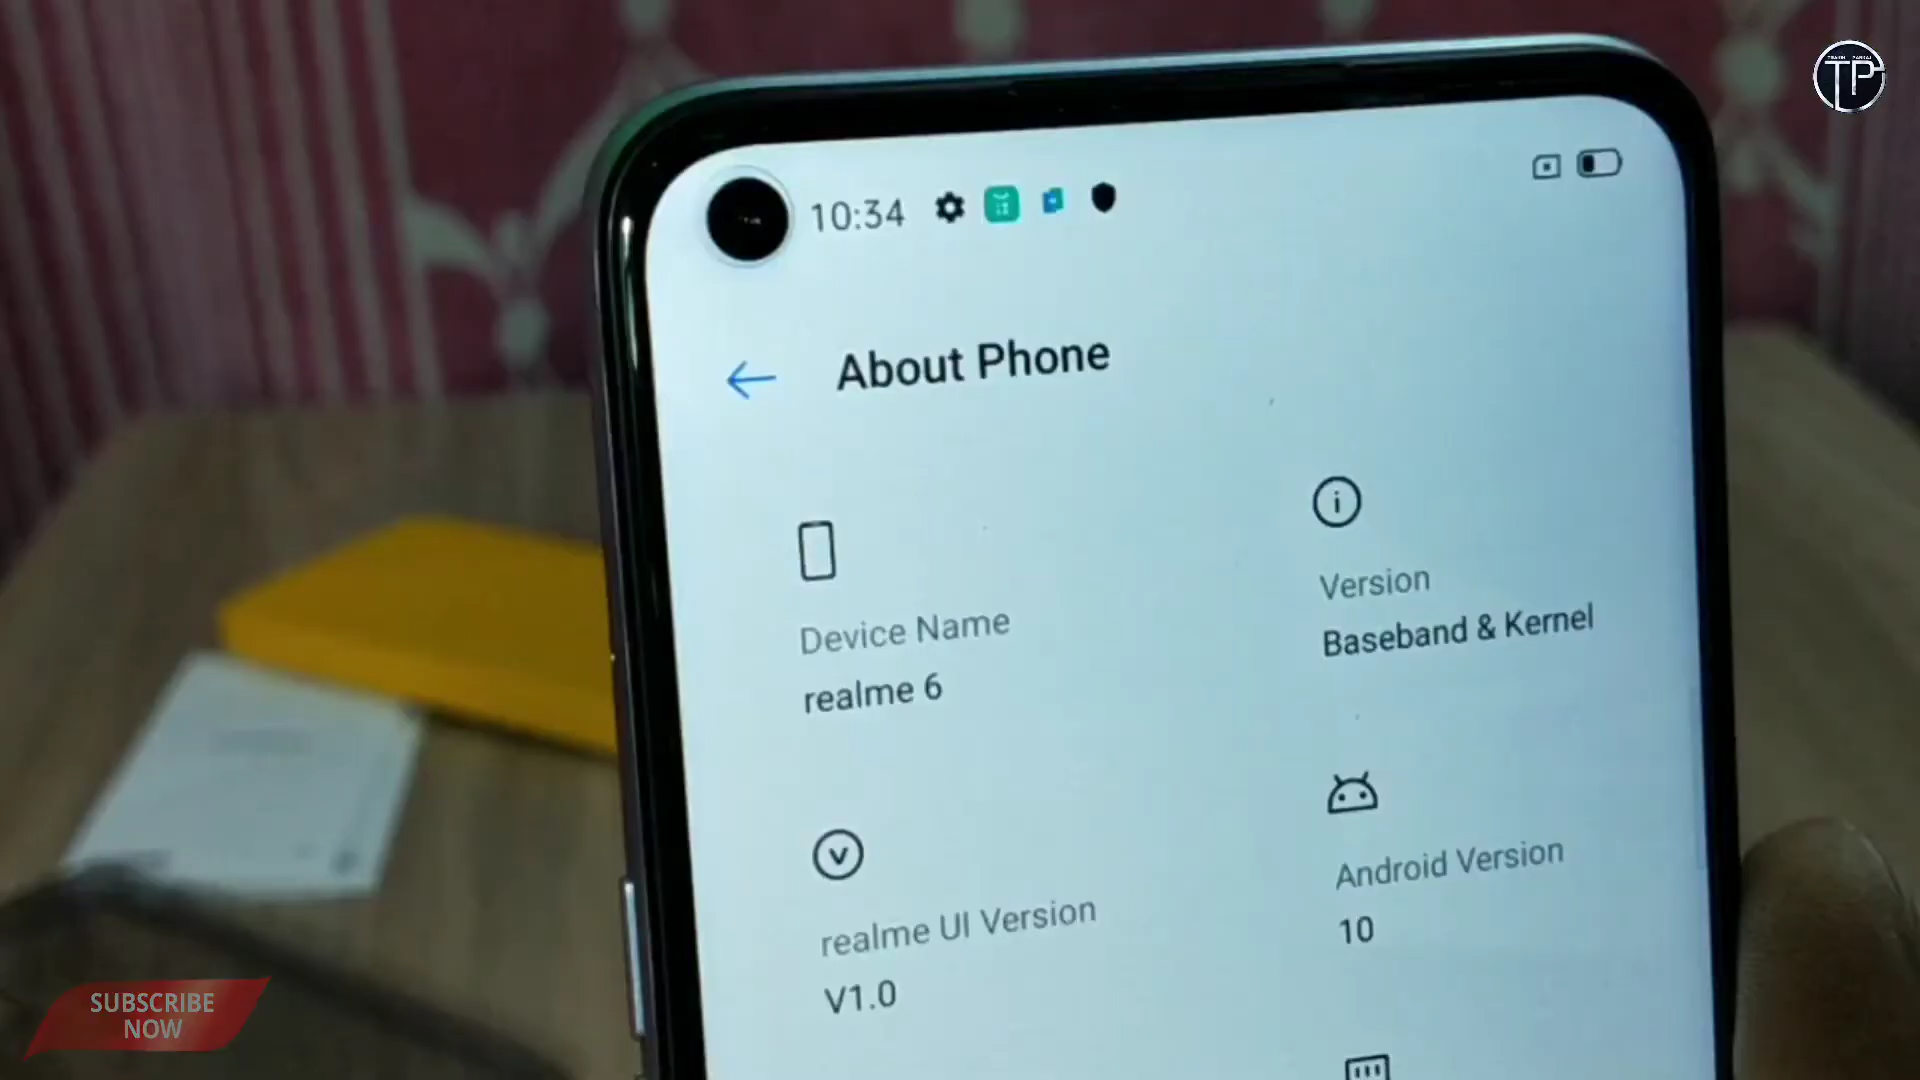 TP
10:34
About Phone
Device Name
realme 6
Version
Baseband & Kernel
realme UI Version
V1.0
Android Version
10
SUBSCRIBE
NOW